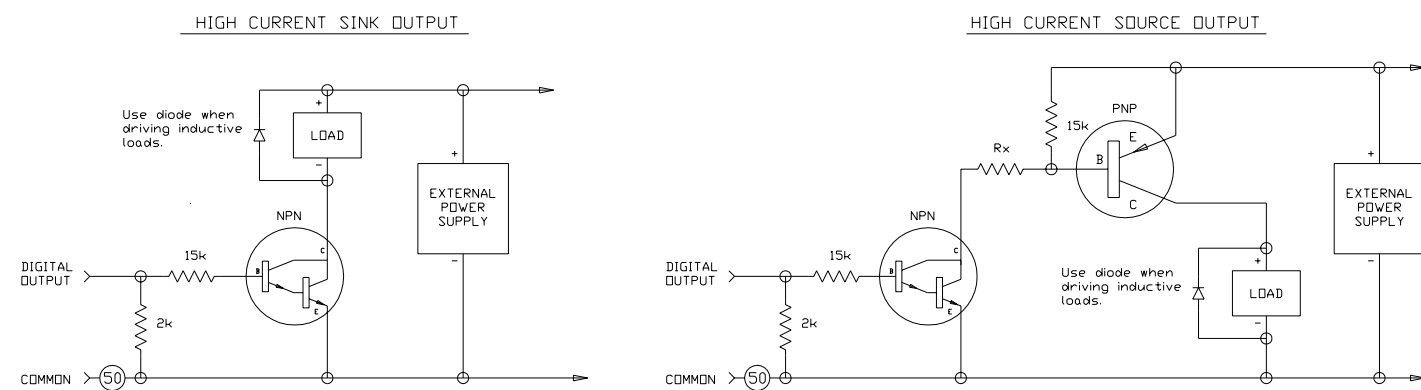 HIGH CURRENT SINK OUTPUT
Use diode when
driving inductive
loads.
+
LOAD
-
+
EXTERNAL
POWER
SUPPLY
-
NPN
C
B
E
15k
DIGITAL
OUTPUT
2k
COMMON
50
HIGH CURRENT SOURCE OUTPUT
PNP
15k
E
B
C
Rx
NPN
C
B
E
15k
DIGITAL
OUTPUT
2k
COMMON
50
Use diode when
driving inductive
loads.
+
LOAD
-
+
EXTERNAL
POWER
SUPPLY
-